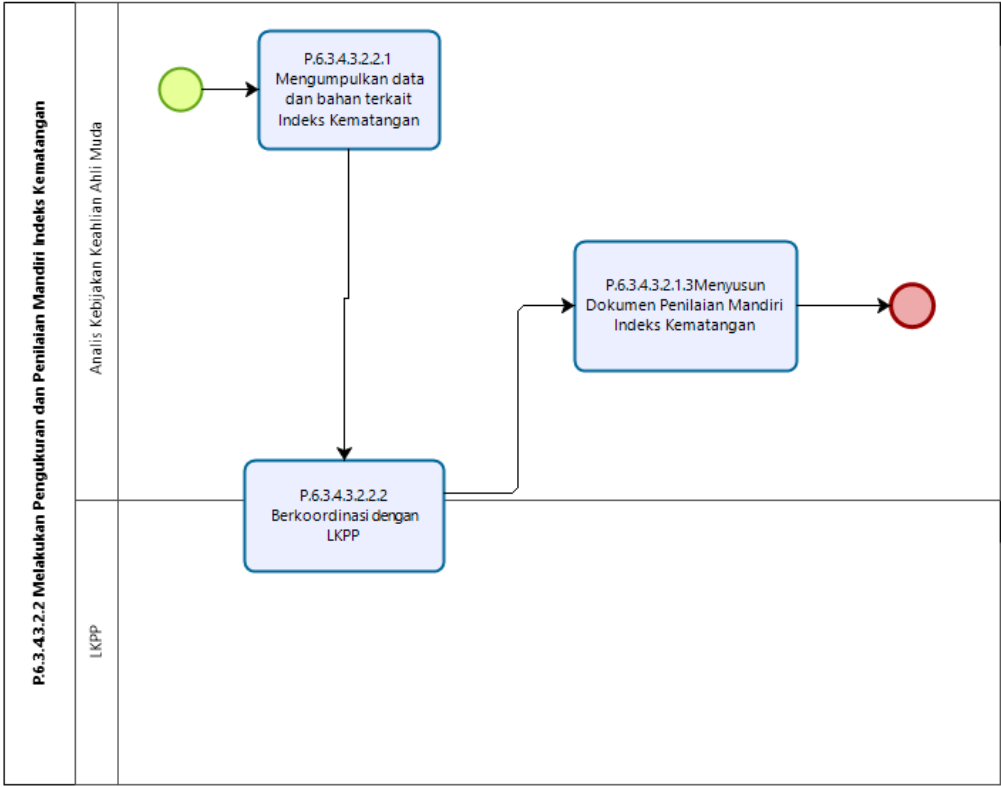 P.6.3.4.3.2.2 Melakukan Pengukuran dan Penilaian Mandiri Indeks Kematangan
Analis Kebijakan Keahlian Ahli Muda
P.6.3.4.3.2.2.1
Mengumpulkan data
dan bahan terkait
Indeks Kematangan
P.6.3.4.3.2.1.3Menyusun
Dokumen Penilaian Mandiri
Indeks Kematangan
P.6.3.4.3.2.2.2
Berkoordinasi dengan
LKPP
LKPP